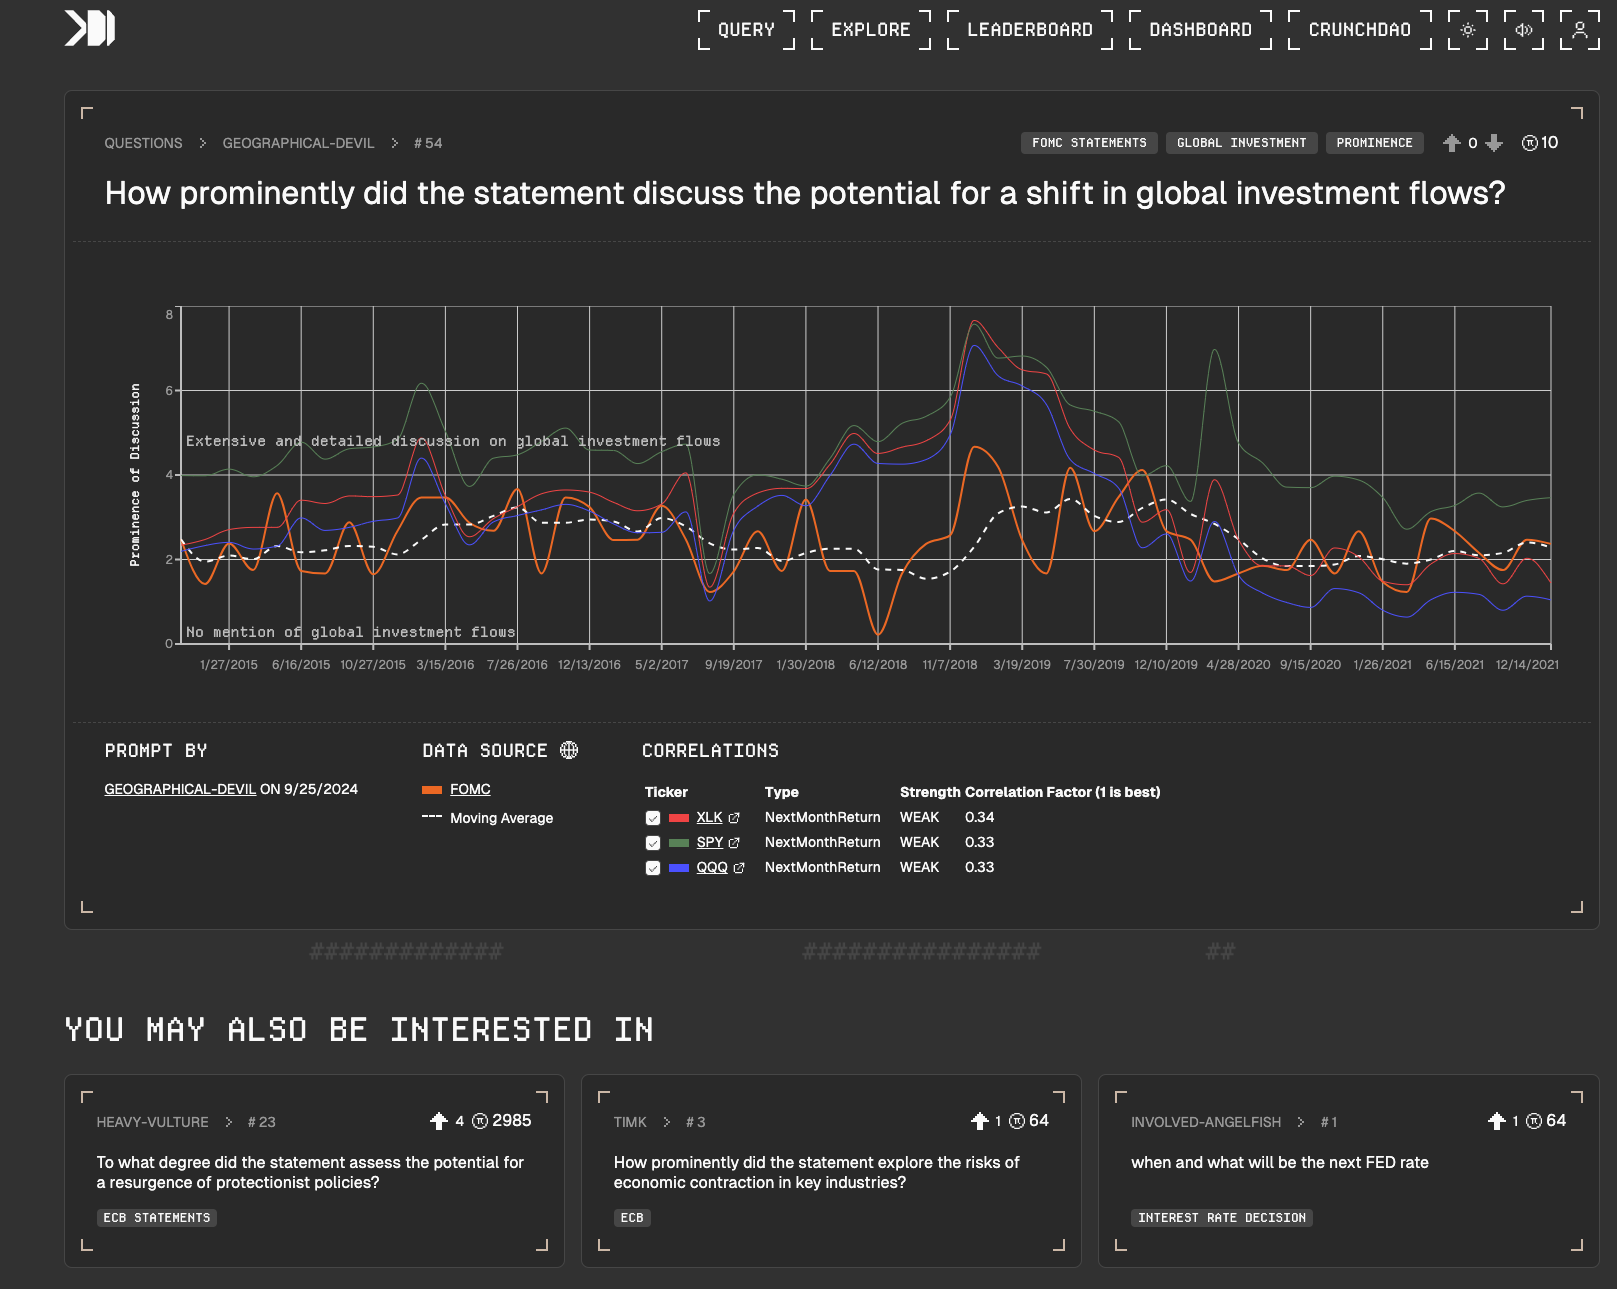 QUERY EXPLORE LEADERBOARD DASHBOARD CRUNCHDAO
QUESTIONS > GEOGRAPHICAL-DEVIL > # 54
FOMC STATEMENTS GLOBAL INVESTMENT PROMINENCE 0 10
How prominently did the statement discuss the potential for a shift in global investment flows?
Prominence of Discussion
8
6
Extensive and detailed discussion on global investment flows
4
2
No mention of global investment flows
0
1/27/2015 6/16/2015 10/27/2015 3/15/2016 7/26/2016 12/13/2016 5/2/2017 9/19/2017 1/30/2018 6/12/2018 11/7/2018 3/19/2019 7/30/2019 12/10/2019 4/28/2020 9/15/2020 1/26/2021 6/15/2021 12/14/2021
PROMPT BY
GEOGRAPHICAL-DEVIL ON 9/25/2024
DATA SOURCE
FOMC
Moving Average
CORRELATIONS
Ticker Type Strength Correlation Factor (1 is best)
XLK NextMonthReturn WEAK 0.34
SPY NextMonthReturn WEAK 0.33
QQQ NextMonthReturn WEAK 0.33
############# ################ ##
YOU MAY ALSO BE INTERESTED IN
HEAVY-VULTURE > # 23 4 2985
To what degree did the statement assess the potential for
a resurgence of protectionist policies?
ECB STATEMENTS
TIMK > # 3 1 64
How prominently did the statement explore the risks of
economic contraction in key industries?
ECB
INVOLVED-ANGELFISH > # 1 1 64
when and what will be the next FED rate
INTEREST RATE DECISION